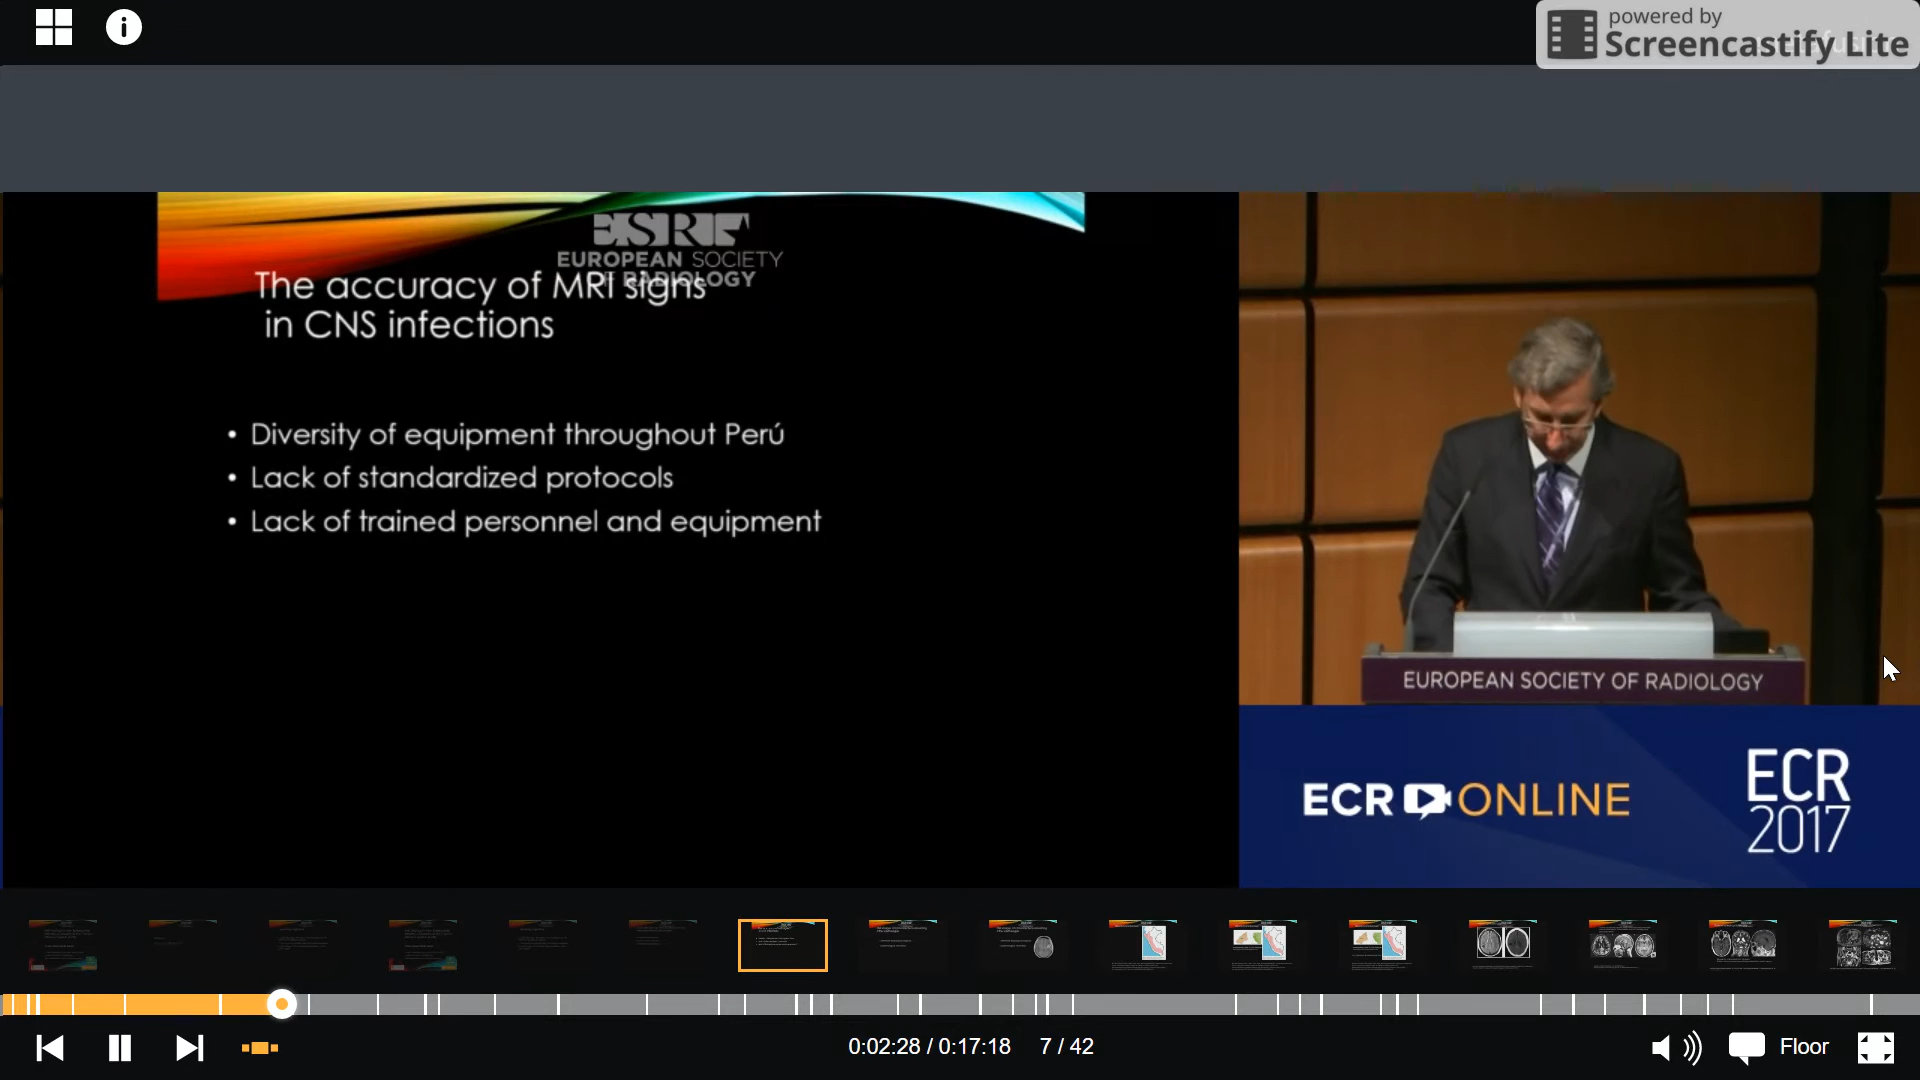 powered by
Screencastify Lite
EUROPEAN SOCIETY
OF RADIOLOGY
The accuracy of MRI signs
in CNS infections
• Diversity of equipment throughout Perú
• Lack of standardized protocols
• Lack of trained personnel and equipment
EUROPEAN SOCIETY OF RADIOLOGY
ECR ONLINE
ECR
2017
0:02:28 / 0:17:18 7 / 42
Floor